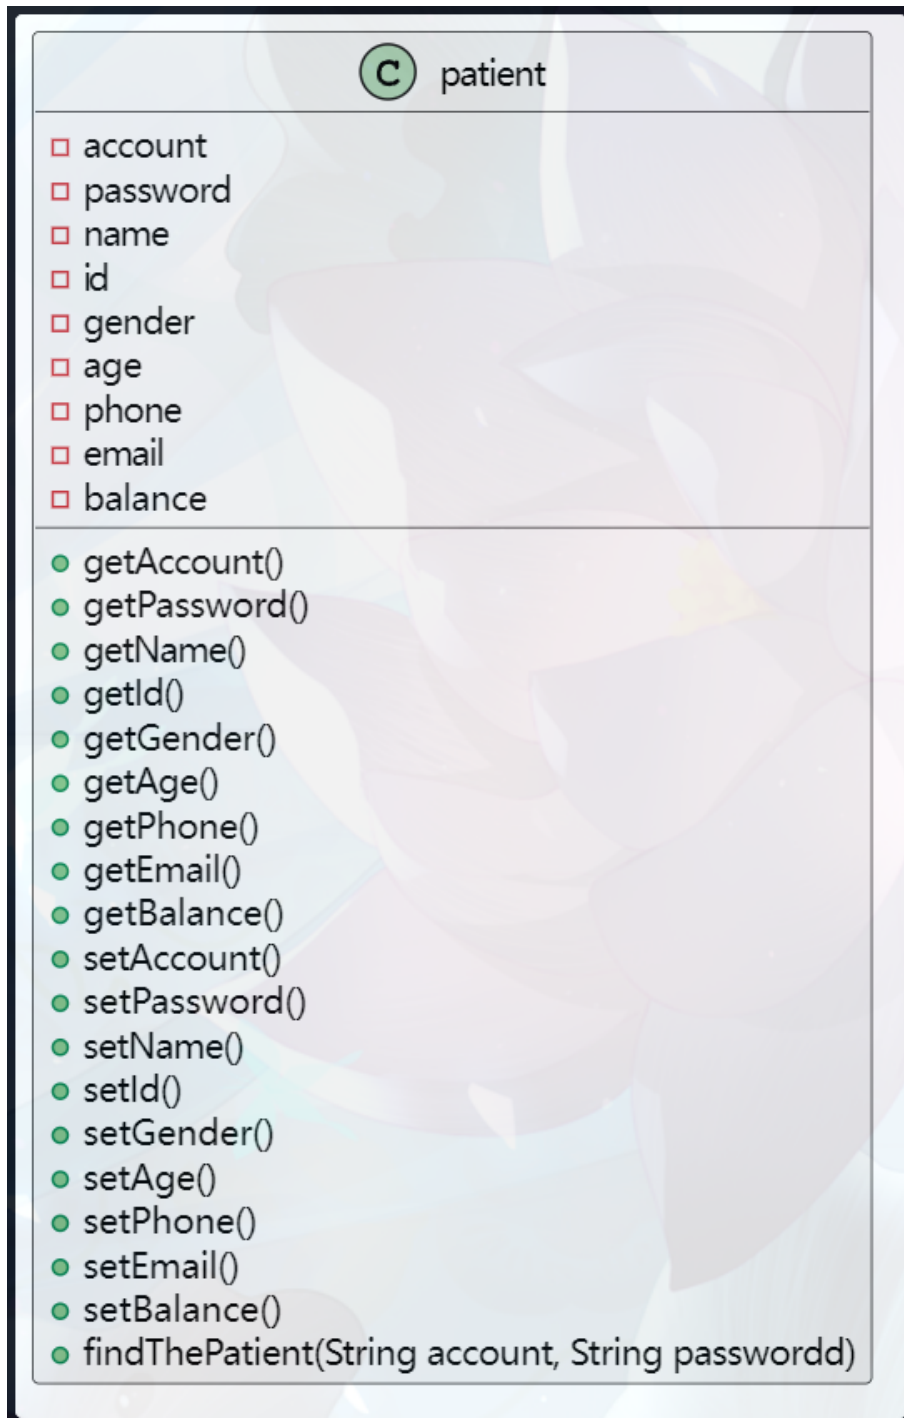 C patient
account
password
name
id
gender
age
phone
email
balance
getAccount()
getPassword()
getName()
getId()
getGender()
getAge()
getPhone()
getEmail()
getBalance()
setAccount()
setPassword()
setName()
setId()
setGender()
setAge()
setPhone()
setEmail()
setBalance()
findThePatient(String account, String passwordd)